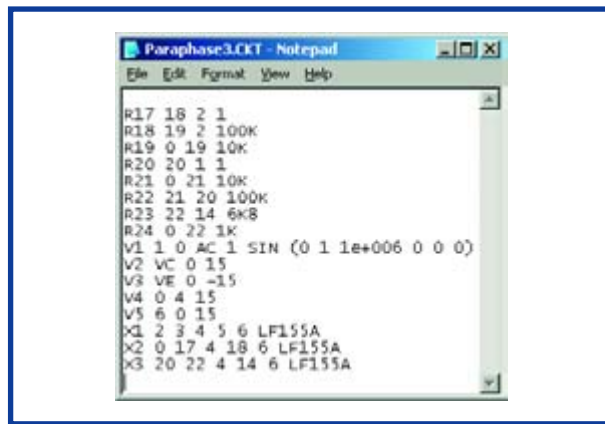 Paraphase3.CKT - Notepad
File Edit Format View Help
R17 18 2 1
R18 19 2 100K
R19 0 19 10K
R20 20 1 1
R21 0 21 10K
R22 21 20 100K
R23 22 14 6K8
R24 0 22 1K
V1 1 0 AC 1 SIN (0 1 1e+006 0 0 0)
V2 VC 0 15
V3 VE 0 -15
V4 0 4 15
V5 6 0 15
X1 2 3 4 5 6 LF155A
X2 0 17 4 18 6 LF155A
X3 20 22 4 14 6 LF155A